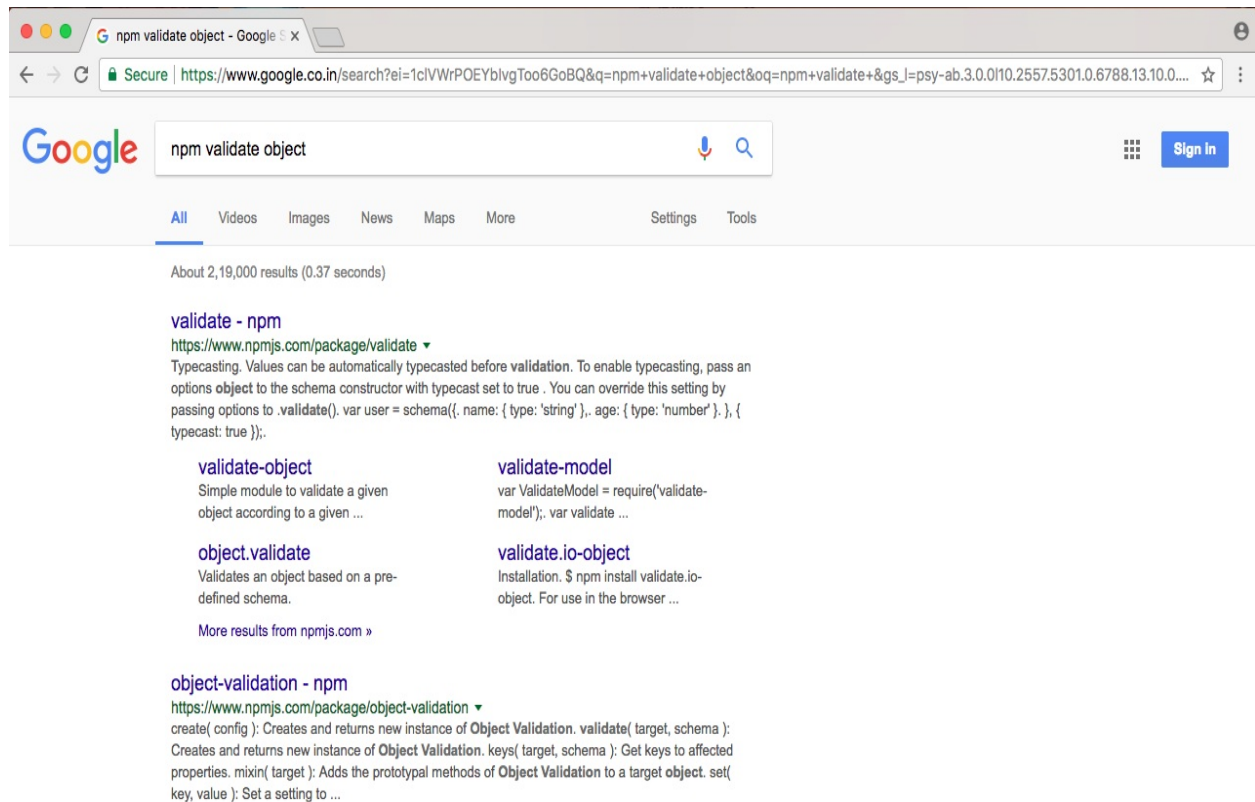 npm validate object - Google S
Secure | https://www.google.co.in/search?ei=1clVWrPOEYbIvgToo6GoBQ&q=npm+validate+object&oq=npm+validate+&gs_l=psy-ab.3.0.0l10.2557.5301.0.6788.13.10.0....
Google
npm validate object
Sign in
All Videos Images News Maps More Settings Tools
About 2,19,000 results (0.37 seconds)
validate - npm
https://www.npmjs.com/package/validate
Typecasting. Values can be automatically typecasted before validation. To enable typecasting, pass an
options object to the schema constructor with typecast set to true . You can override this setting by
passing options to .validate(). var user = schema({. name: { type: 'string' },. age: { type: 'number' }. }, {
typecast: true });.
validate-object
Simple module to validate a given
object according to a given ...
validate-model
var ValidateModel = require('validate-
model');. var validate ...
object.validate
Validates an object based on a pre-
defined schema.
validate.io-object
Installation. $ npm install validate.io-
object. For use in the browser ...
More results from npmjs.com »
object-validation - npm
https://www.npmjs.com/package/object-validation
create( config ): Creates and returns new instance of Object Validation. validate( target, schema ):
Creates and returns new instance of Object Validation. keys( target, schema ): Get keys to affected
properties. mixin( target ): Adds the prototypal methods of Object Validation to a target object. set(
key, value ): Set a setting to ...